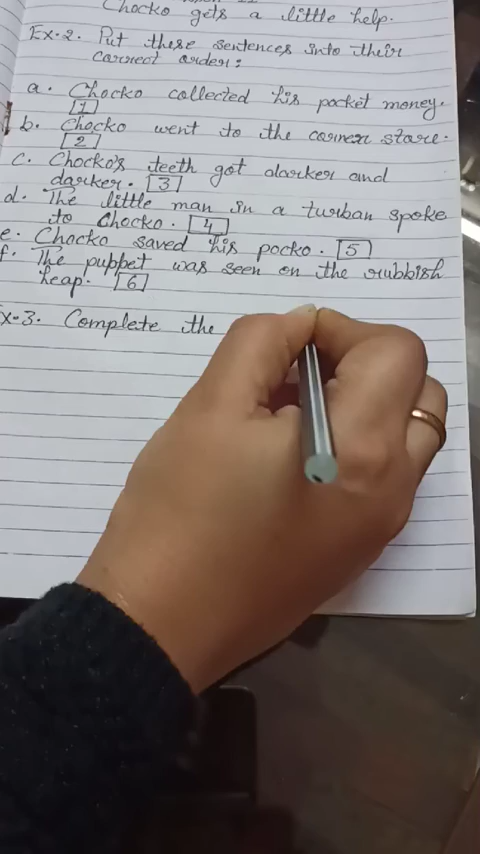 Chocko gets a little help.
Ex-2. Put these sentences into their
correct order:
a. Chocko collected his pocket money.
[1]
b. Chocko went to the corner store.
[2]
c. Chocko's teeth got darker and
darker. [3]
d. The little man in a turban spoke
to Chocko. [4]
e. Chocko saved his pocko. [5]
f. The puppet was seen on the rubbish
heap. [6]
Ex-3. Complete the